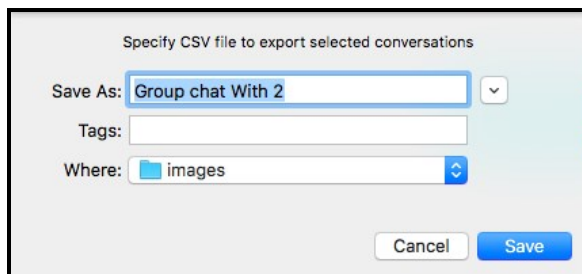 Specify CSV file to export selected conversations
Save As: Group chat With 2
Tags:
Where: images
Cancel Save